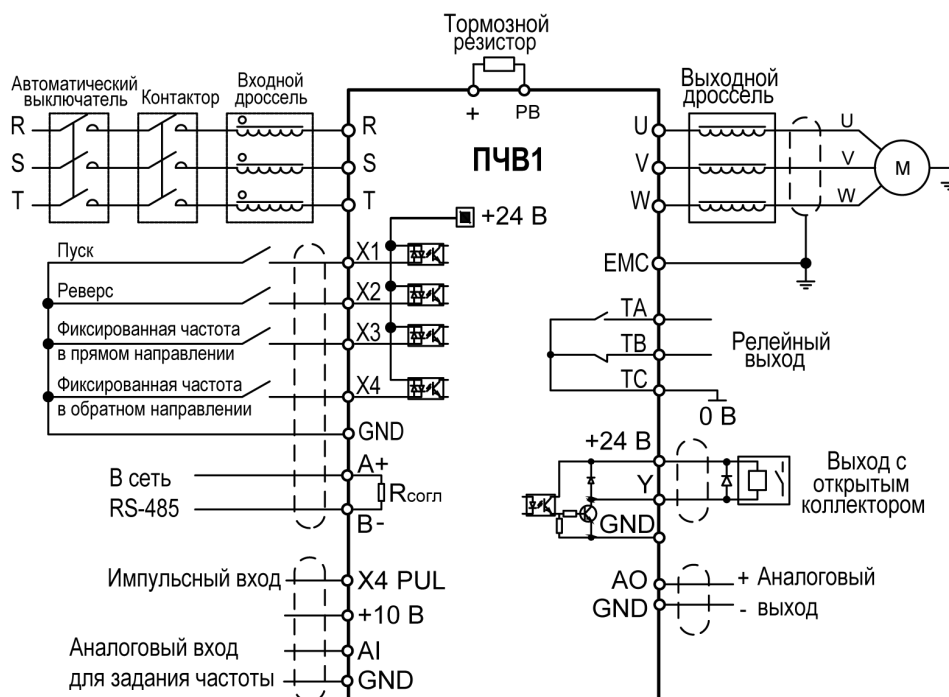 Тормозной
резистор
+ PB
Автоматический
выключатель
Контактор
Входной
дроссель
Выходной
дроссель
R R
S S
T T
ПЧВ1
U U
V V
W W
M
+24 В
EMC
Пуск X1
Реверс X2
Фиксированная частота
в прямом направлении
X3
Фиксированная частота
в обратном направлении
X4
GND
TA
TB
TC
Релейный
выход
0 В
В сеть
RS-485
A+
Rсогл
B-
+24 В
Y
GND
Выход с
открытым
коллектором
Импульсный вход X4 PUL
+10 В
Аналоговый вход
для задания частоты
AI
GND
AO + Аналоговый
GND - выход